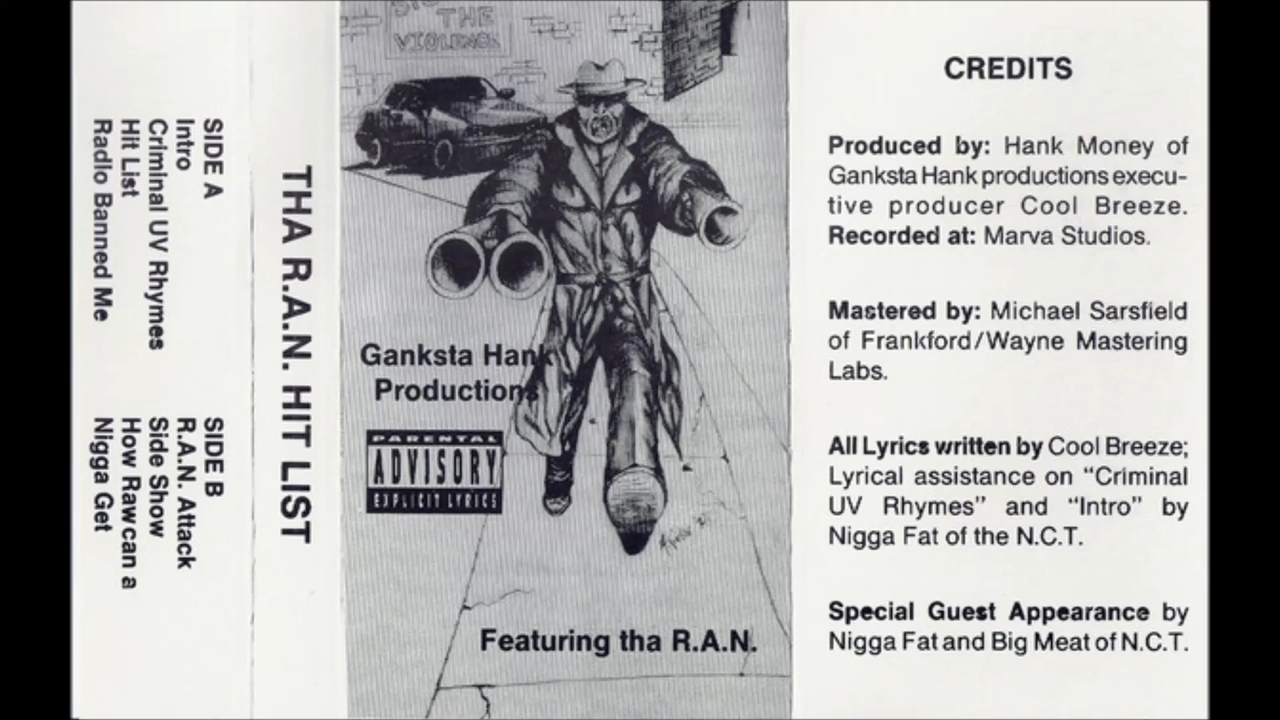 SIDE A
Intro
Criminal UV Rhymes
Hit List
Radio Banned Me
SIDE B
R.A.N. Attack
Side Show
How Raw can a
Nigga Get
THA R.A.N. HIT LIST
THE
VIOLENCE
Ganksta Hank
Productions
PARENTAL
ADVISORY
EXPLICIT LYRICS
Featuring tha R.A.N.
CREDITS
Produced by: Hank Money of
Ganksta Hank productions execu-
tive producer Cool Breeze.
Recorded at: Marva Studios.
Mastered by: Michael Sarsfield
of Frankford/Wayne Mastering
Labs.
All Lyrics written by Cool Breeze;
Lyrical assistance on “Criminal
UV Rhymes” and “Intro” by
Nigga Fat of the N.C.T.
Special Guest Appearance by
Nigga Fat and Big Meat of N.C.T.